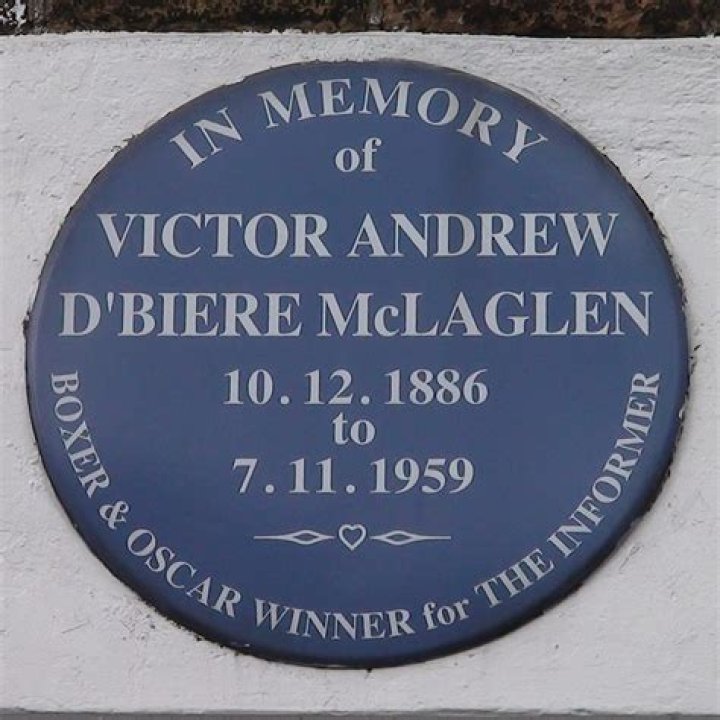 IN MEMORY
of
VICTOR ANDREW
D'BIERE McLAGLEN
10.12.1886
to
7.11.1959
BOXER & OSCAR WINNER for THE INFORMER